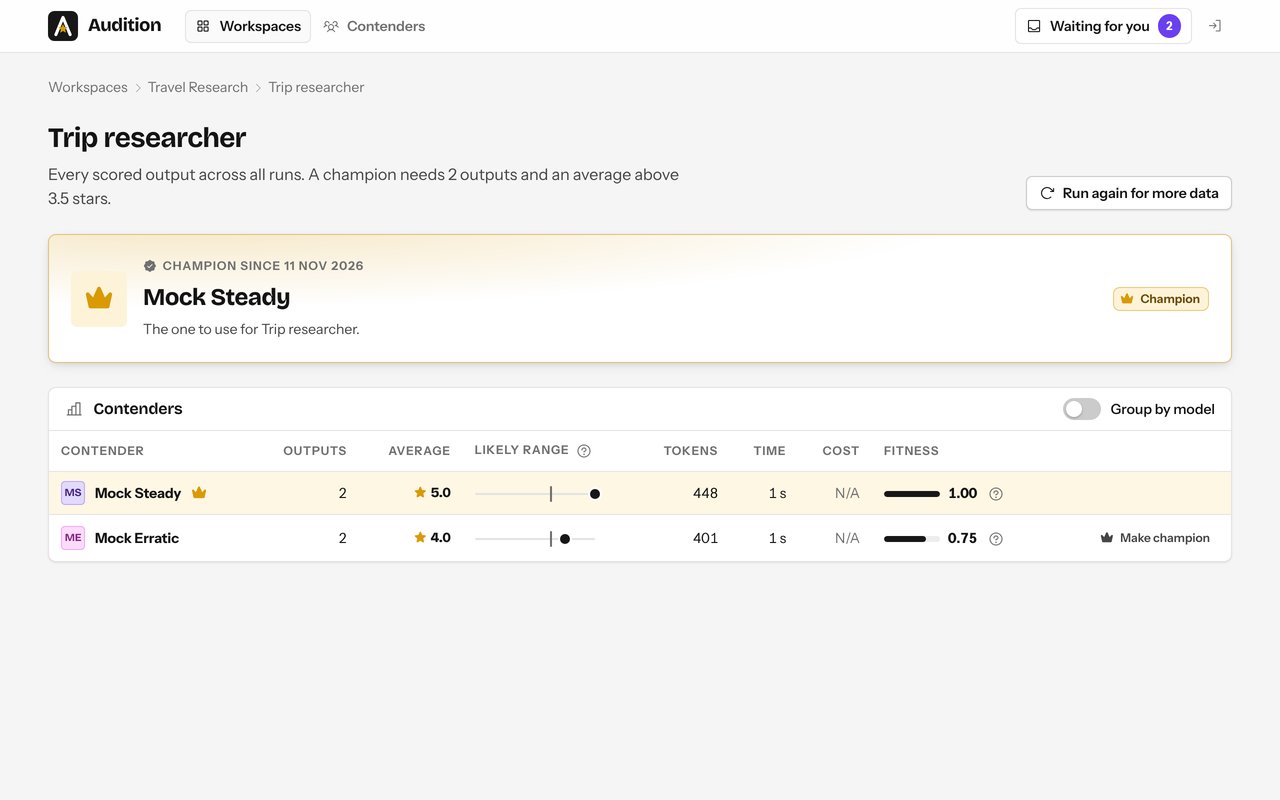 Audition
Workspaces
Contenders
Waiting for you 2
Workspaces > Travel Research > Trip researcher
Trip researcher
Every scored output across all runs. A champion needs 2 outputs and an average above
3.5 stars.
Run again for more data
CHAMPION SINCE 11 NOV 2026
Mock Steady
The one to use for Trip researcher.
Champion
Contenders
Group by model
CONTENDER OUTPUTS AVERAGE LIKELY RANGE ? TOKENS TIME COST FITNESS
MS Mock Steady 2 5.0 448 1 s N/A 1.00 ?
ME Mock Erratic 2 4.0 401 1 s N/A 0.75 ? Make champion